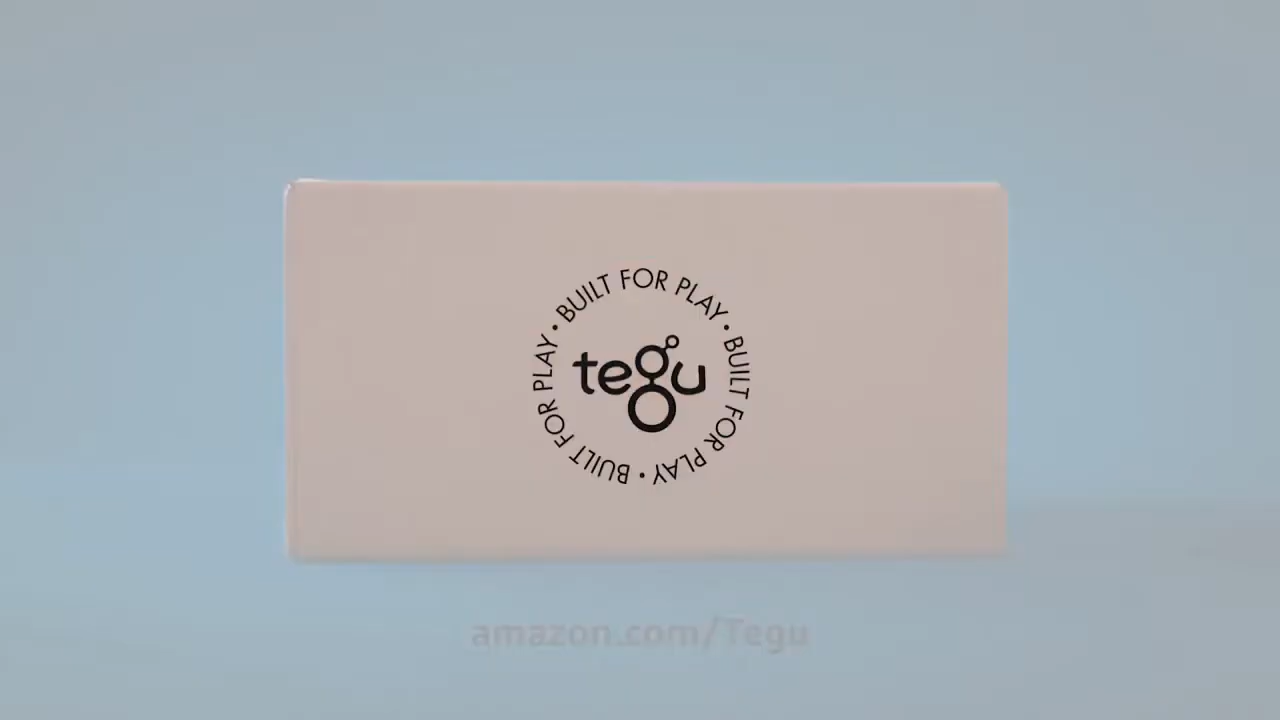 BUILT FOR PLAY • BUILT FOR PLAY • BUILT FOR PLAY •
tegu
amazon.com/Tegu